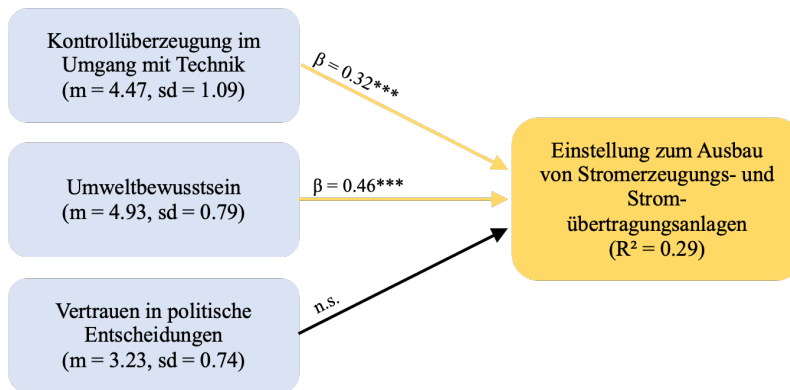 Kontrollüberzeugung im
Umgang mit Technik
(m = 4.47, sd = 1.09)
β = 0.32***
Umweltbewusstsein
(m = 4.93, sd = 0.79)
β = 0.46***
Vertrauen in politische
Entscheidungen
(m = 3.23, sd = 0.74)
n.s.
Einstellung zum Ausbau
von Stromerzeugungs- und
Strom-
übertragungsanlagen
(R² = 0.29)